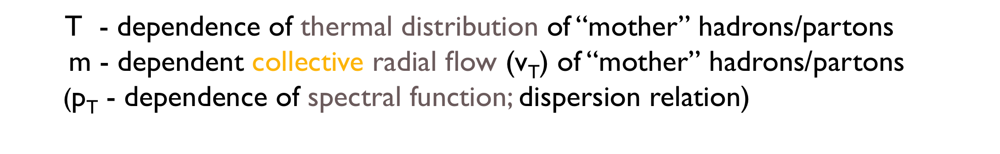 T - dependence of thermal distribution of “mother” hadrons/partons
m - dependent collective radial flow (vT) of “mother” hadrons/partons
(pT - dependence of spectral function; dispersion relation)